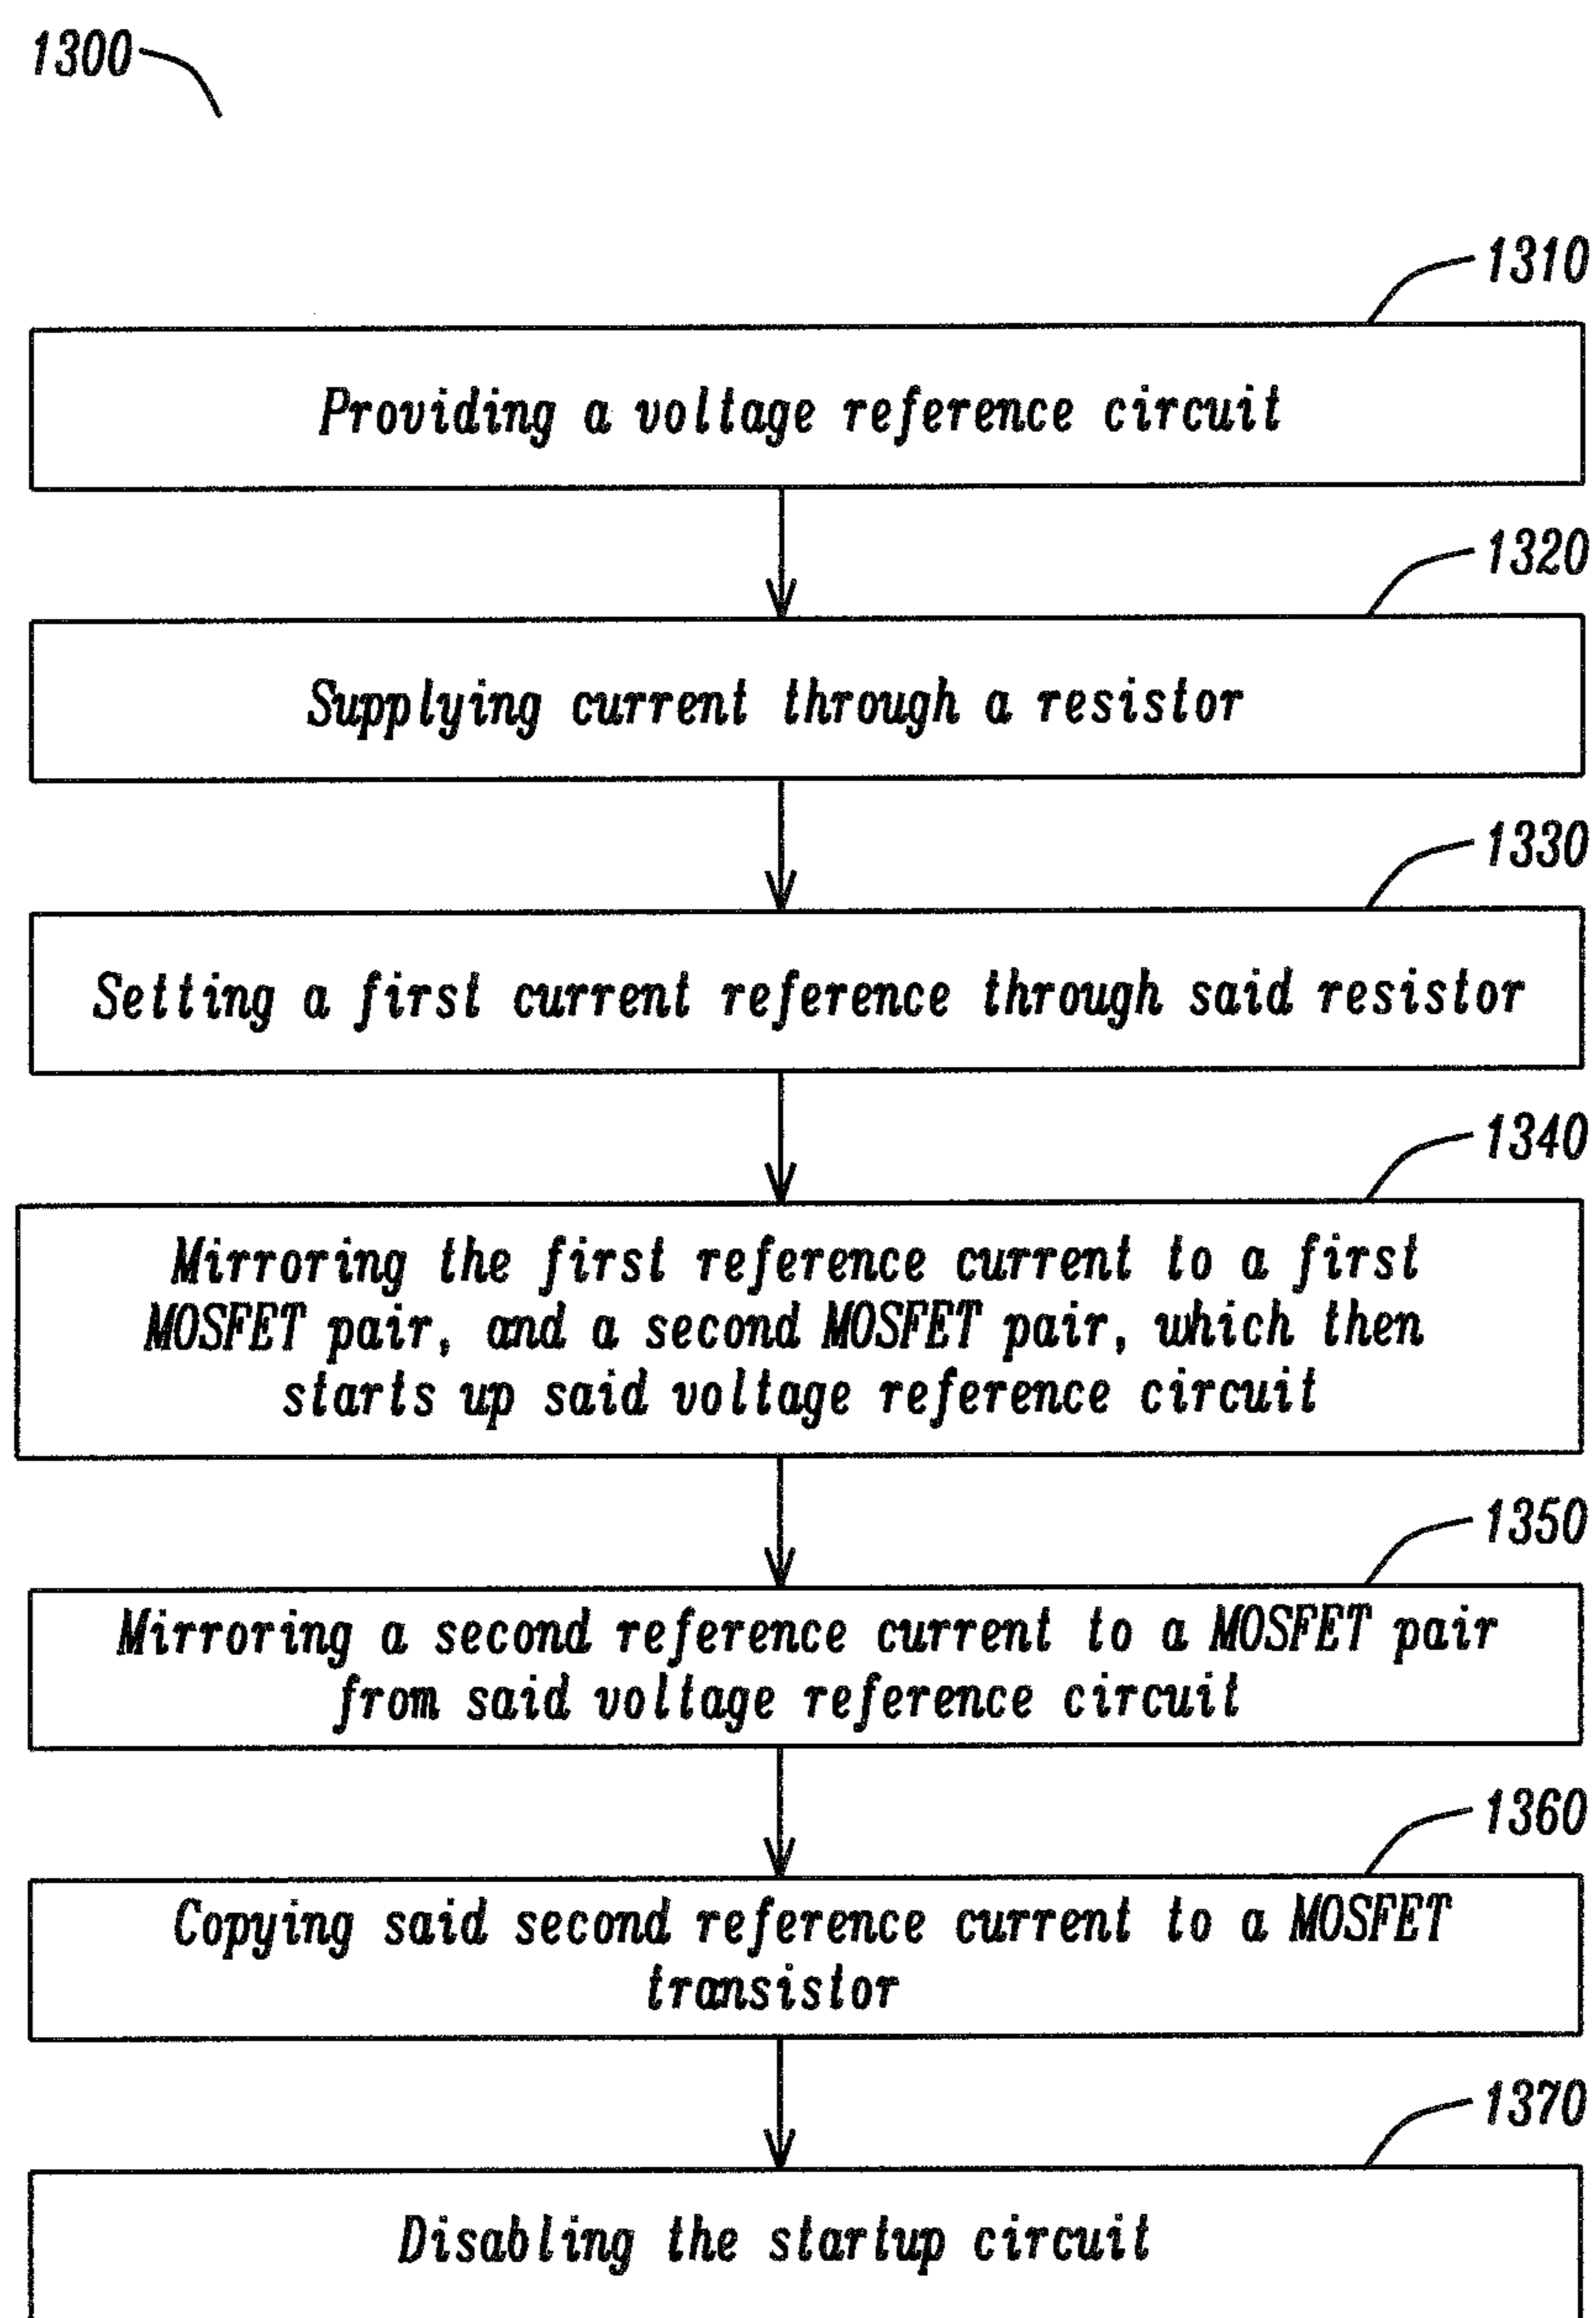 1300
1310
Providing a voltage reference circuit
1320
Supplying current through a resistor
1330
Setting a first current reference through said resistor
1340
Mirroring the first reference current to a first
MOSFET pair, and a second MOSFET pair, which then
starts up said voltage reference circuit
1350
Mirroring a second reference current to a MOSFET pair
from said voltage reference circuit
1360
Copying said second reference current to a MOSFET
transistor
1370
Disabling the startup circuit